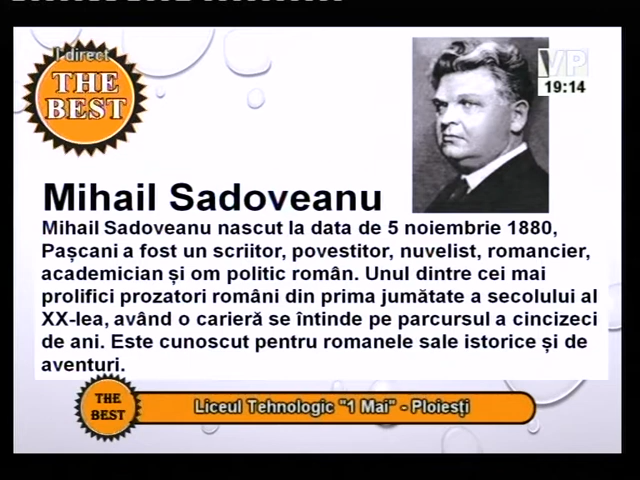 În direct
THE
BEST
VP
19:14
Mihail Sadoveanu
Mihail Sadoveanu nascut la data de 5 noiembrie 1880,
Pașcani a fost un scriitor, povestitor, nuvelist, romancier,
academician și om politic român. Unul dintre cei mai
prolifici prozatori români din prima jumătate a secolului al
XX-lea, având o carieră se întinde pe parcursul a cincizeci
de ani. Este cunoscut pentru romanele sale istorice și de
aventuri.
THE
BEST
Liceul Tehnologic "1 Mai" - Ploiești